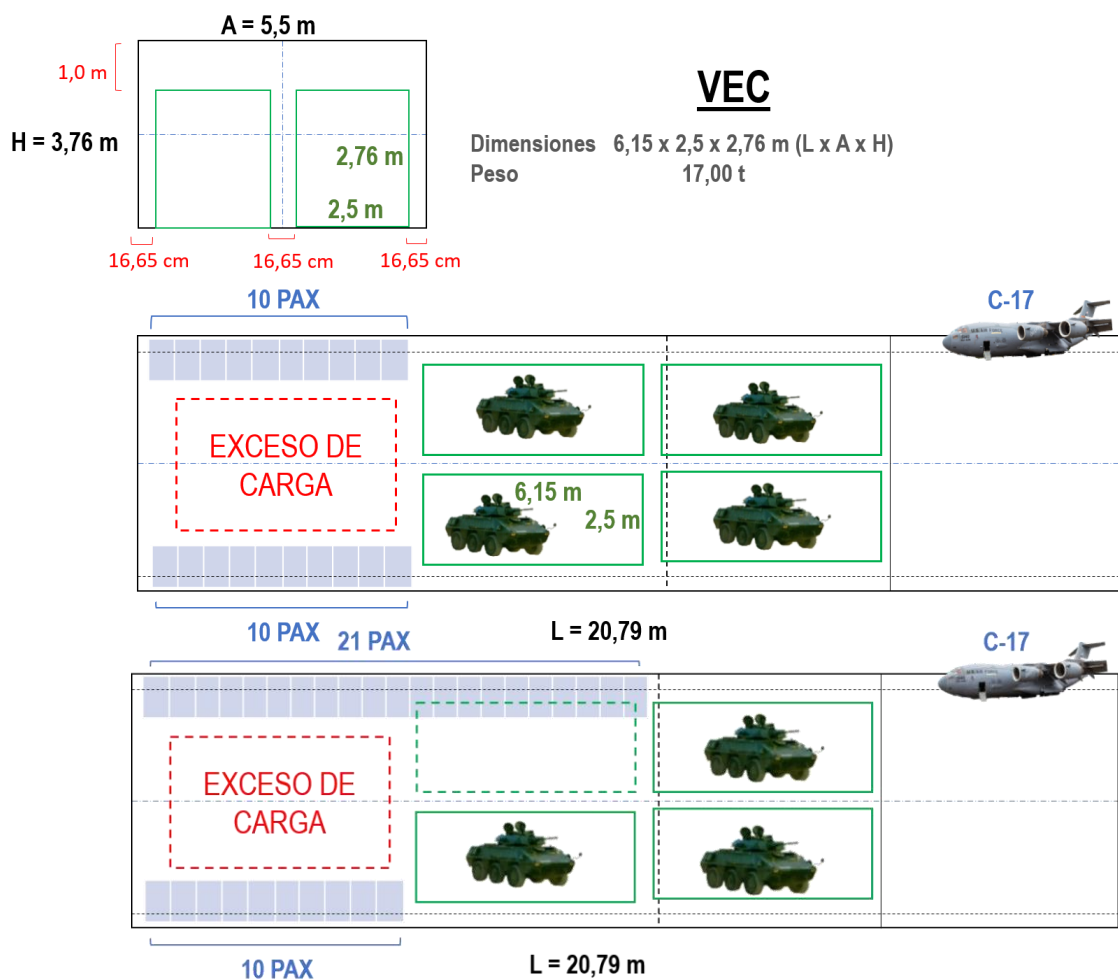 A = 5,5 m
1,0 m
H = 3,76 m
2,76 m
2,5 m
16,65 cm
16,65 cm
16,65 cm
VEC
Dimensiones 6,15 x 2,5 x 2,76 m (L x A x H)
Peso 17,00 t
10 PAX
C-17
EXCESO DE
CARGA
6,15 m
2,5 m
10 PAX
L = 20,79 m
21 PAX
C-17
EXCESO DE
CARGA
10 PAX
L = 20,79 m